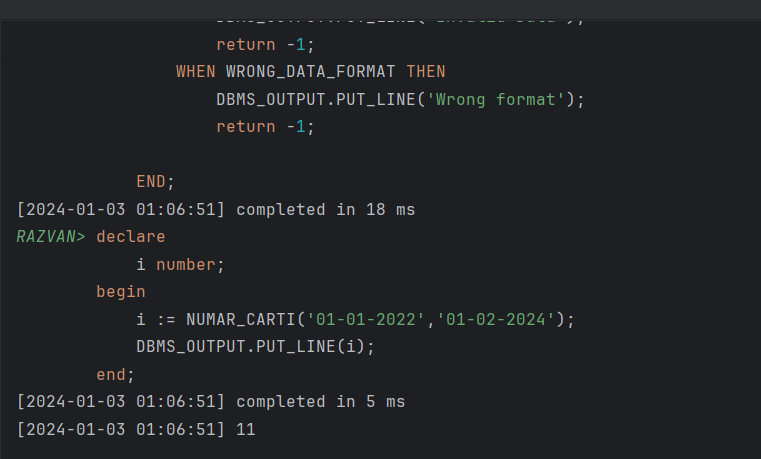 return -1;
WHEN WRONG_DATA_FORMAT THEN
DBMS_OUTPUT.PUT_LINE('Wrong format');
return -1;
END;
[2024-01-03 01:06:51] completed in 18 ms
RAZVAN> declare
i number;
begin
i := NUMAR_CARTI('01-01-2022','01-02-2024');
DBMS_OUTPUT.PUT_LINE(i);
end;
[2024-01-03 01:06:51] completed in 5 ms
[2024-01-03 01:06:51] 11